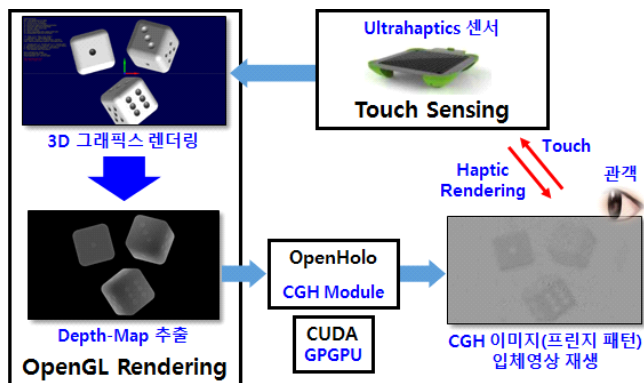 Ultrahaptics 센서
Touch Sensing
3D 그래픽스 렌더링
Touch
Haptic
Rendering
관객
OpenHolo
CGH Module
Depth-Map 추출
OpenGL Rendering
CUDA
GPGPU
CGH 이미지(프린지 패턴)
입체영상 재생